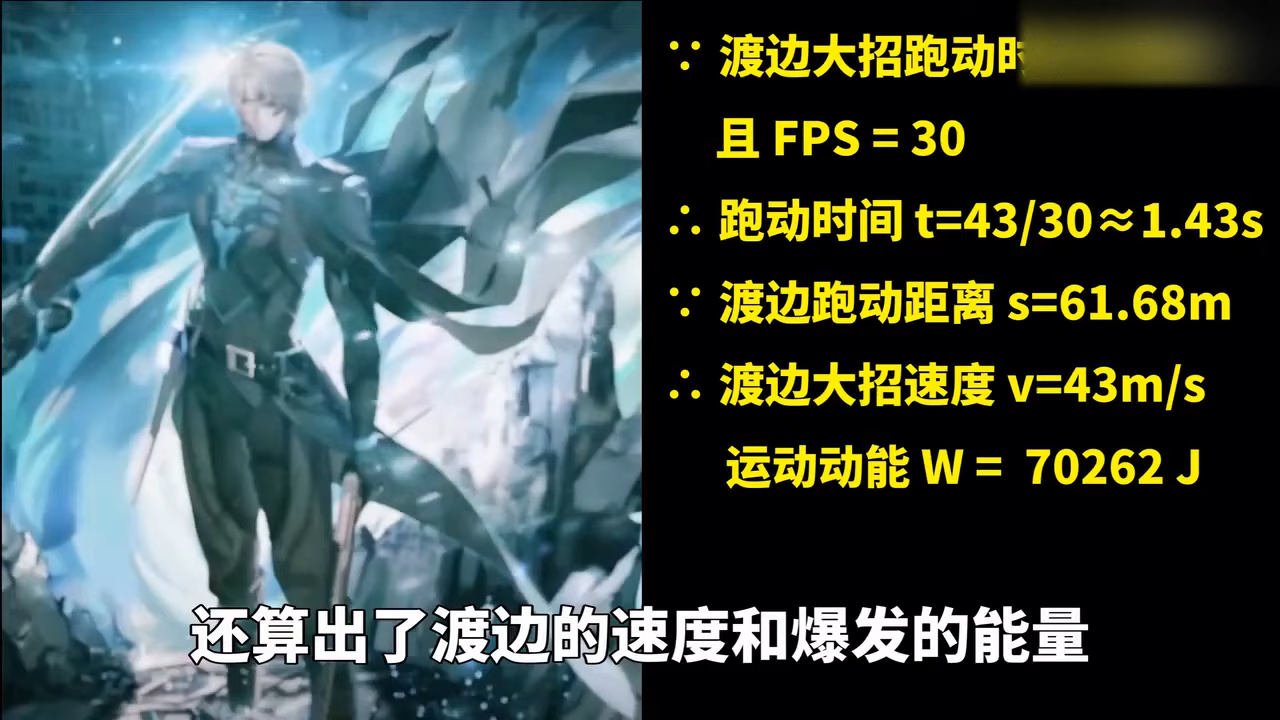 ∵ 渡边大招跑动时
且 FPS = 30
∴ 跑动时间 t=43/30≈1.43s
∵ 渡边跑动距离 s=61.68m
∴ 渡边大招速度 v=43m/s
运动动能 W = 70262 J
还算出了渡边的速度和爆发的能量